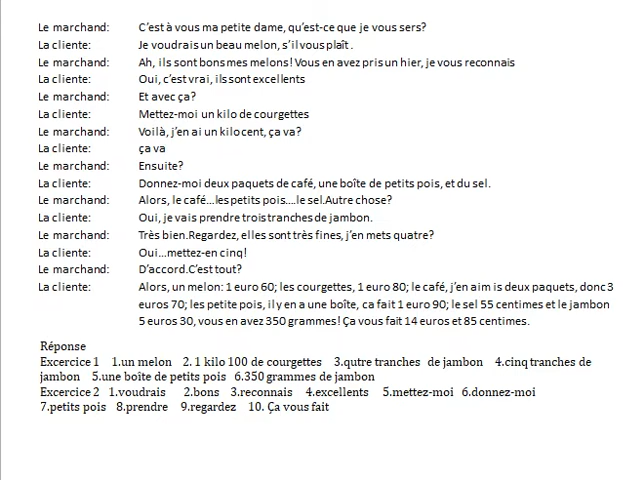 Le marchand: C'est à vous ma petite dame, qu'est-ce que je vous sers?
La cliente: Je voudrais un beau melon, s'il vous plaît.
Le marchand: Ah, ils sont bons mes melons! Vous en avez pris un hier, je vous reconnais
La cliente: Oui, c'est vrai, ils sont excellents
Le marchand: Et avec ça?
La cliente: Mettez-moi un kilo de courgettes
Le marchand: Voilà, j'en ai un kilo cent, ça va?
La cliente: ça va
Le marchand: Ensuite?
La cliente: Donnez-moi deux paquets de café, une boîte de petits pois, et du sel.
Le marchand: Alors, le café...les petits pois....le sel.Autre chose?
La cliente: Oui, je vais prendre trois tranches de jambon.
Le marchand: Très bien.Regardez, elles sont très fines, j'en mets quatre?
La cliente: Oui...mettez-en cinq!
Le marchand: D'accord.C'est tout?
La cliente: Alors, un melon: 1 euro 60; les courgettes, 1 euro 80; le café, j'en aim is deux paquets, donc 3
euros 70; les petite pois, il y en a une boîte, ca fait 1 euro 90; le sel 55 centimes et le jambon
5 euros 30, vous en avez 350 grammes! Ça vous fait 14 euros et 85 centimes.
Réponse
Excercice 1 1.un melon 2. 1 kilo 100 de courgettes 3.qutre tranches de jambon 4.cinq tranches de
jambon 5.une boîte de petits pois 6.350 grammes de jambon
Excercice 2 1.voudrais 2.bons 3.reconnais 4.excellents 5.mettez-moi 6.donnez-moi
7.petits pois 8.prendre 9.regardez 10. Ça vous fait